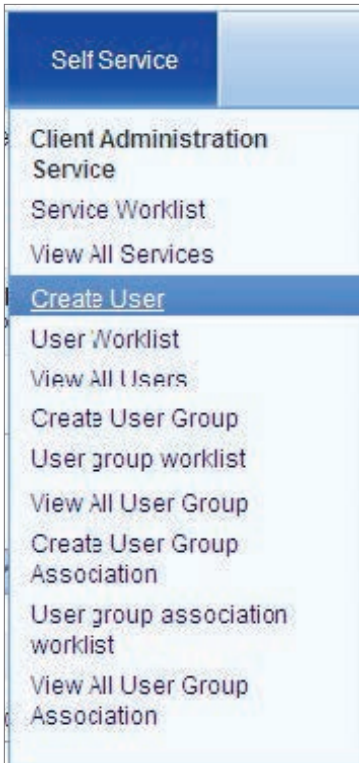 Self Service
Client Administration
Service
Service Worklist
View All Services
Create User
User Worklist
View All Users
Create User Group
User group worklist
View All User Group
Create User Group
Association
User group association
worklist
View All User Group
Association